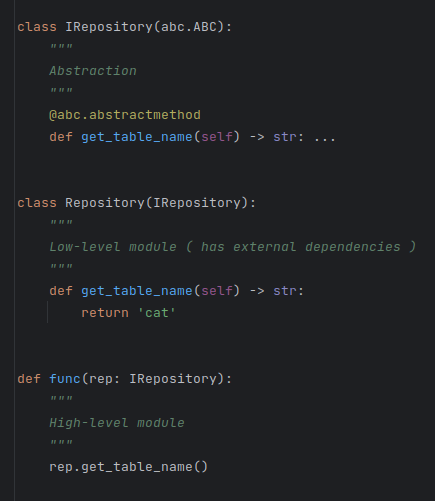 class IRepository(abc.ABC):
    """
    Abstraction
    """
    @abc.abstractmethod
    def get_table_name(self) -> str: ...
class Repository(IRepository):
    """
    Low-level module ( has external dependencies )
    """
    def get_table_name(self) -> str:
        return 'cat'
def func(rep: IRepository):
    """
    High-level module
    """
    rep.get_table_name()